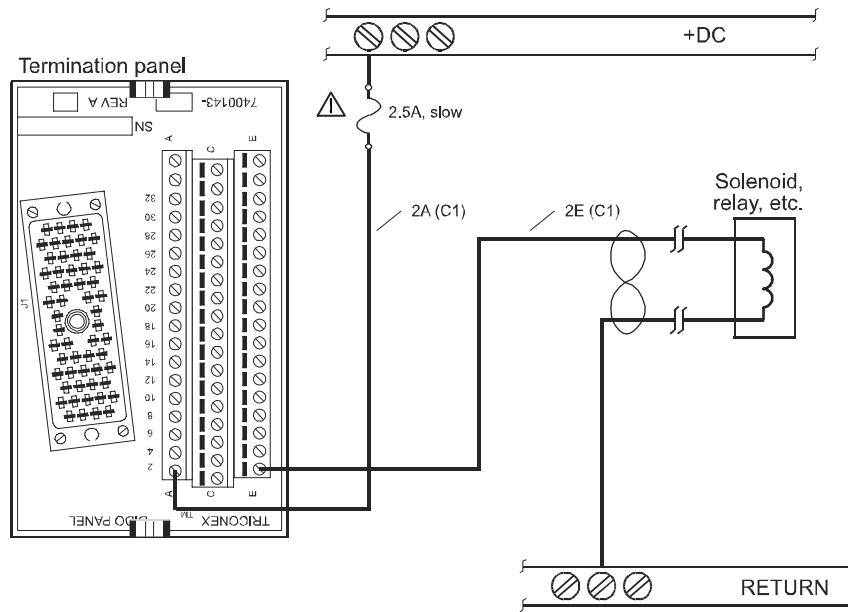 +DC
Termination panel
7400143-
REV A
SN
2.5A, slow
A
C
E
32
30
28
26
24
22
20
18
16
14
12
10
8
6
4
2
J1
2A (C1)
2E (C1)
Solenoid,
relay, etc.
A
C
E
TRICONEX TM
DIDO PANEL
RETURN